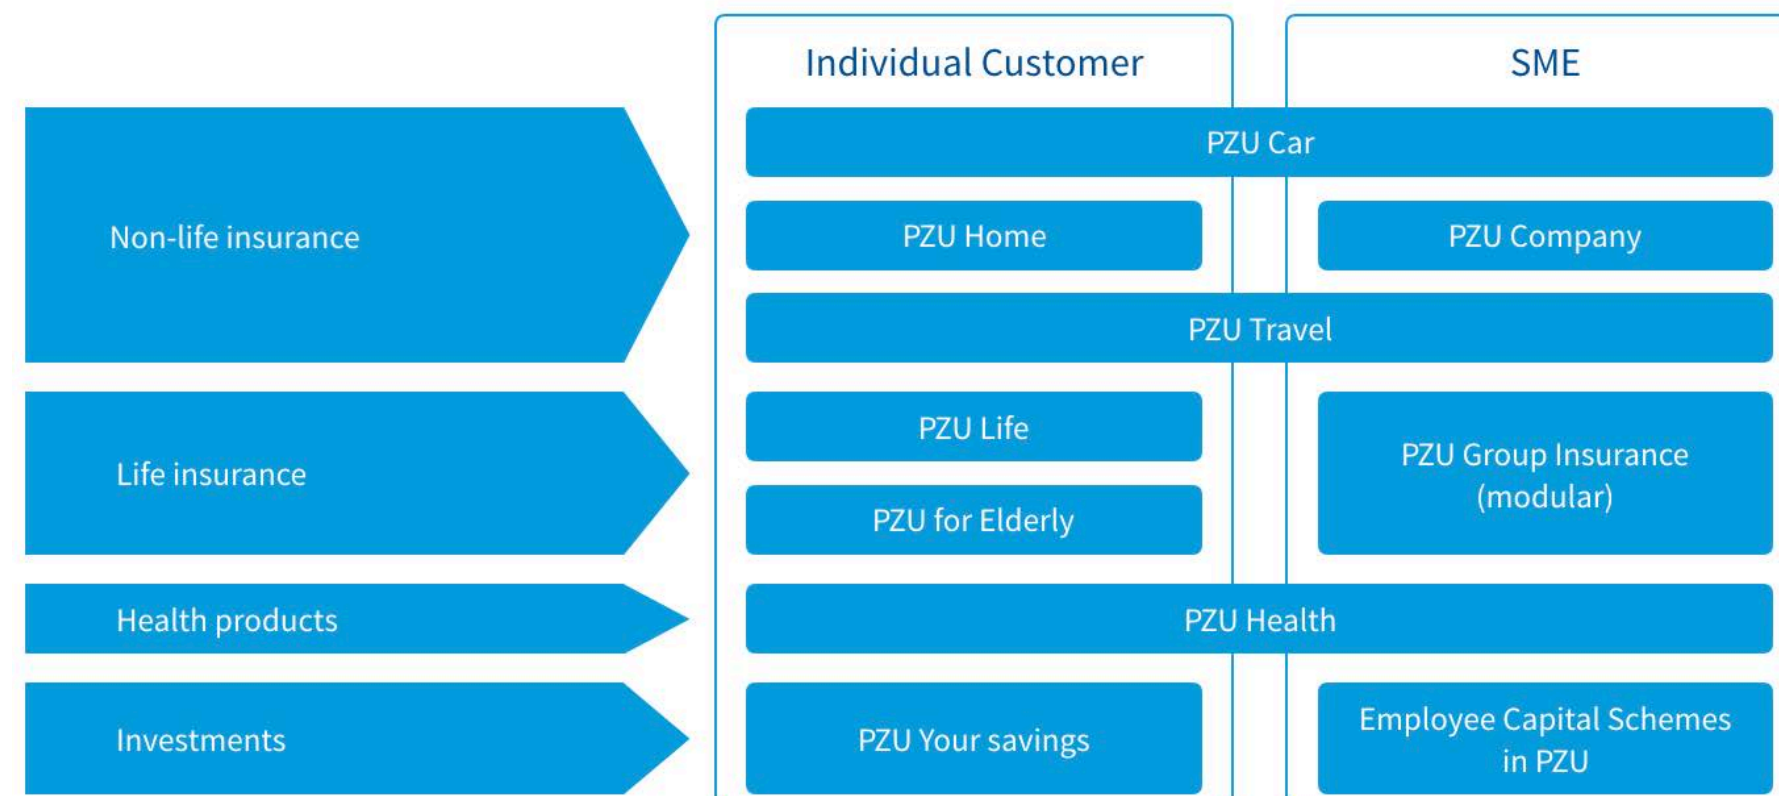 Individual Customer
SME
Non-life insurance
PZU Car
PZU Home
PZU Company
PZU Travel
Life insurance
PZU Life
PZU for Elderly
PZU Group Insurance
(modular)
Health products
PZU Health
Investments
PZU Your savings
Employee Capital Schemes
in PZU